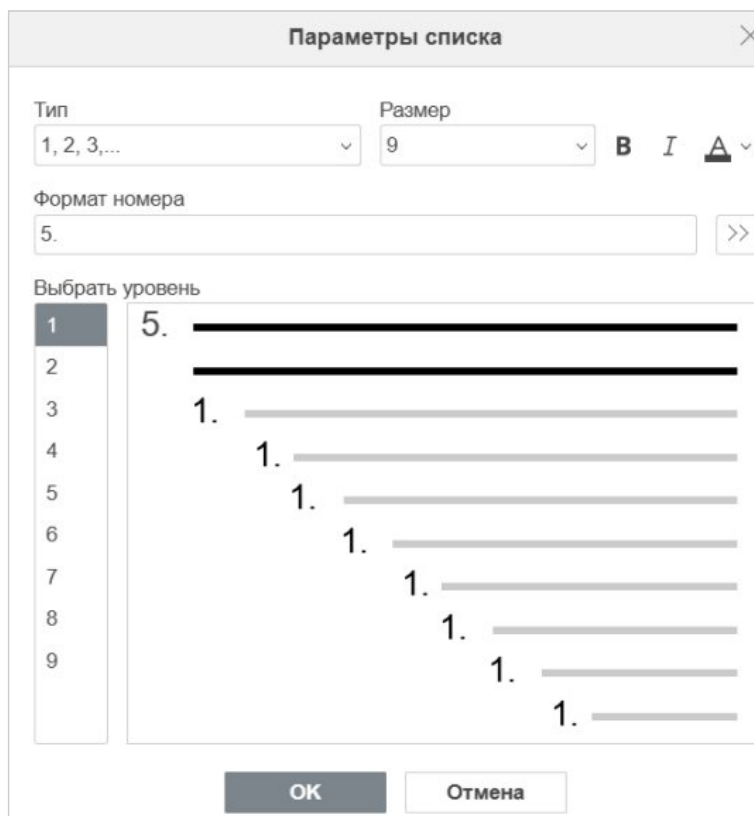 Параметры списка
Тип Размер
1, 2, 3,... 9 B I A
Формат номера
5.
Выбрать уровень
1 5.
2
3 1.
4 1.
5 1.
6 1.
7 1.
8 1.
9 1.
1.
OK Отмена